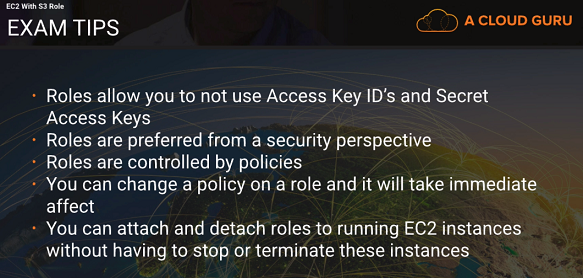 EC2 With S3 Role
EXAM TIPS
A CLOUD GURU
Roles allow you to not use Access Key ID's and Secret
Access Keys
Roles are preferred from a security perspective
Roles are controlled by policies
You can change a policy on a role and it will take immediate
affect
You can attach and detach roles to running EC2 instances
without having to stop or terminate these instances